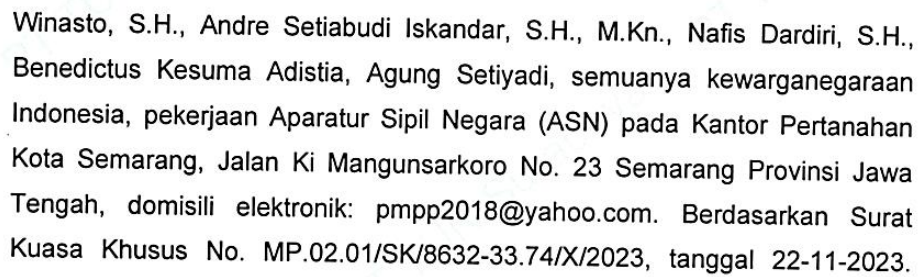 Winasto, S.H., Andre Setiabudi Iskandar, S.H., M.Kn., Nafis Dardiri, S.H.,
Benedictus Kesuma Adistia, Agung Setiyadi, semuanya kewarganegaraan
Indonesia, pekerjaan Aparatur Sipil Negara (ASN) pada Kantor Pertanahan
Kota Semarang, Jalan Ki Mangunsarkoro No. 23 Semarang Provinsi Jawa
Tengah, domisili elektronik: pmpp2018@yahoo.com. Berdasarkan Surat
Kuasa Khusus No. MP.02.01/SK/8632-33.74/X/2023, tanggal 22-11-2023.